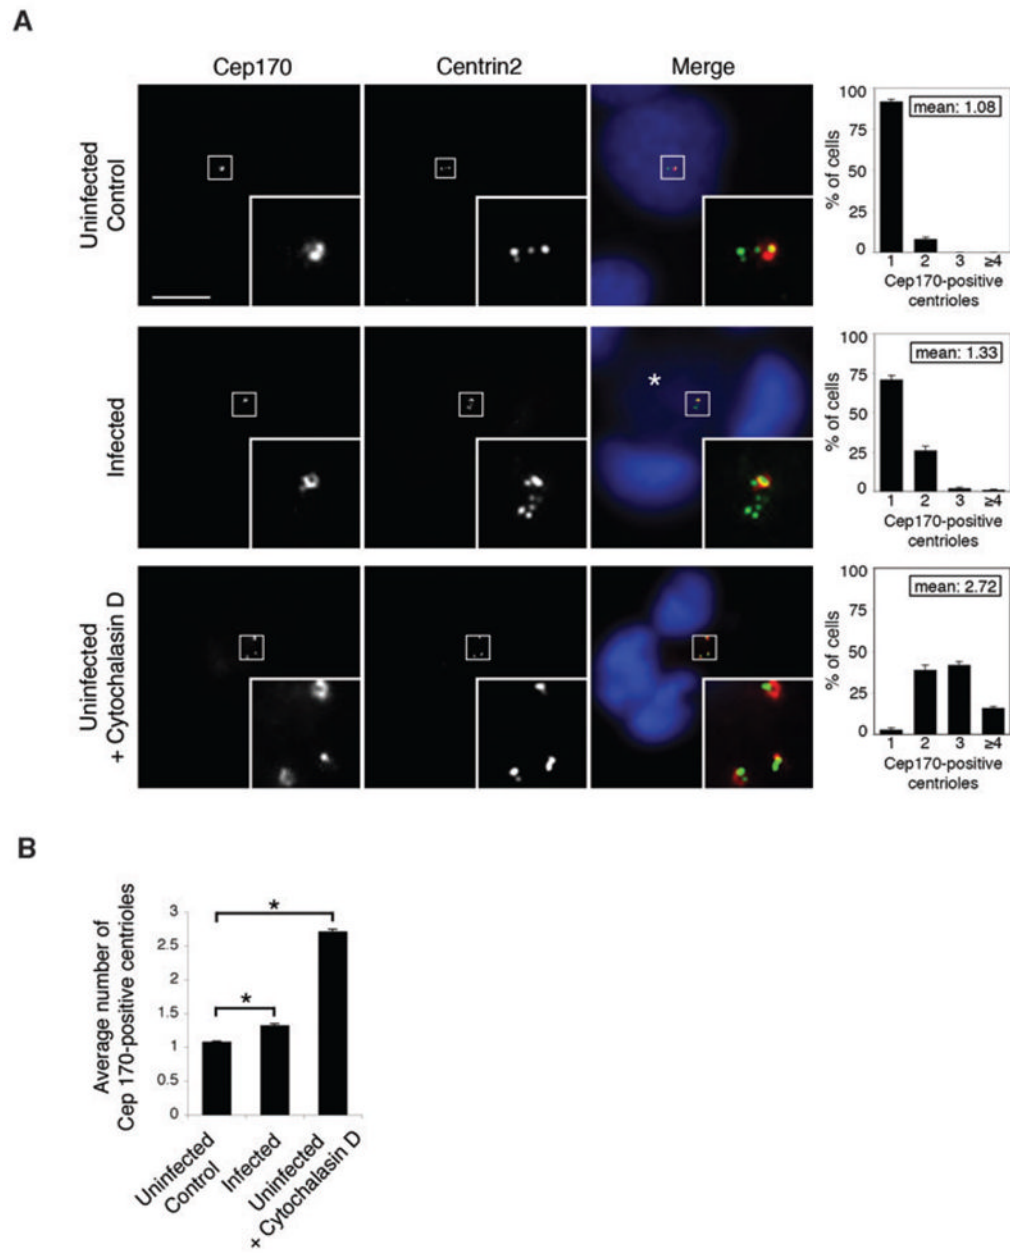 A
Cep170
Centrin2
Merge
Uninfected
Control
100
75
50
25
0
% of cells
mean: 1.08
1 2 3 ≥4
Cep170-positive
centrioles
Infected
*
100
75
50
25
0
% of cells
mean: 1.33
1 2 3 ≥4
Cep170-positive
centrioles
Uninfected
+ Cytochalasin D
100
75
50
25
0
% of cells
mean: 2.72
1 2 3 ≥4
Cep170-positive
centrioles
B
Average number of
Cep 170-positive centrioles
3
2.5
2
1.5
1
0.5
0
*
*
Uninfected
Control
Infected
Uninfected
+ Cytochalasin D